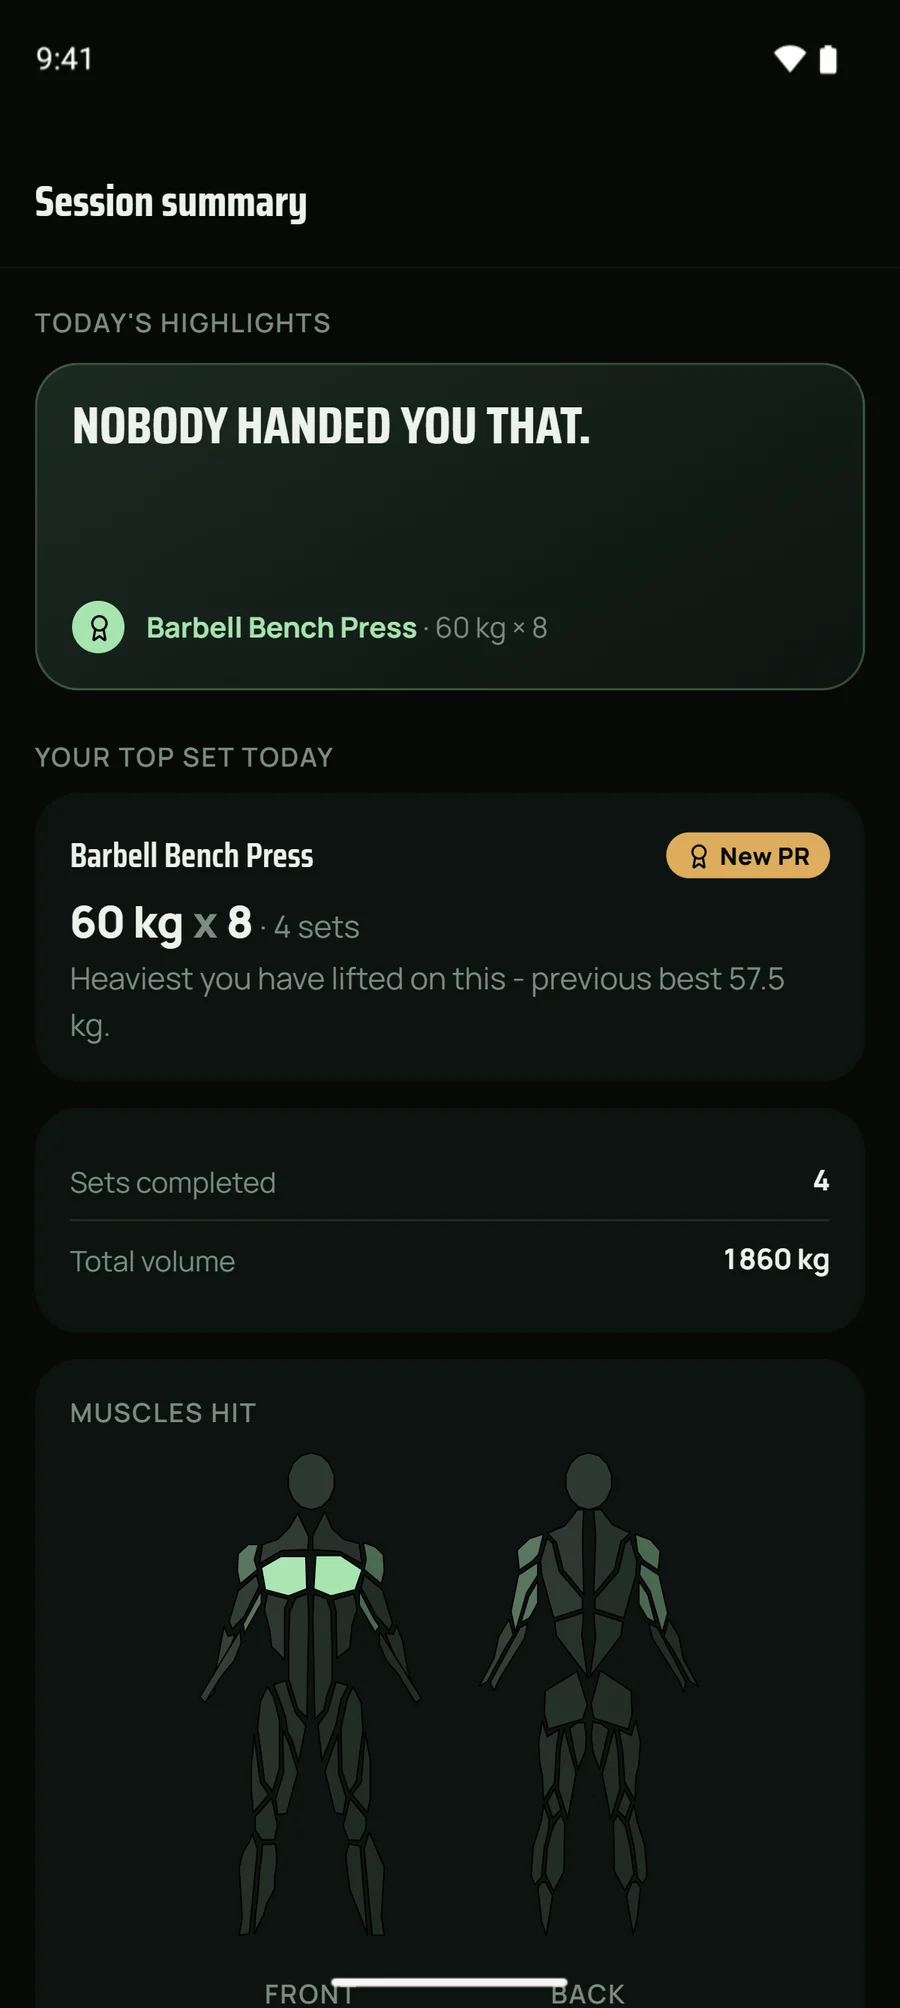 9:41
Session summary
TODAY'S HIGHLIGHTS
NOBODY HANDED YOU THAT.
Barbell Bench Press · 60 kg × 8
YOUR TOP SET TODAY
Barbell Bench Press
New PR
60 kg x 8 · 4 sets
Heaviest you have lifted on this - previous best 57.5
kg.
Sets completed
4
Total volume
1860 kg
MUSCLES HIT
FRONT
BACK